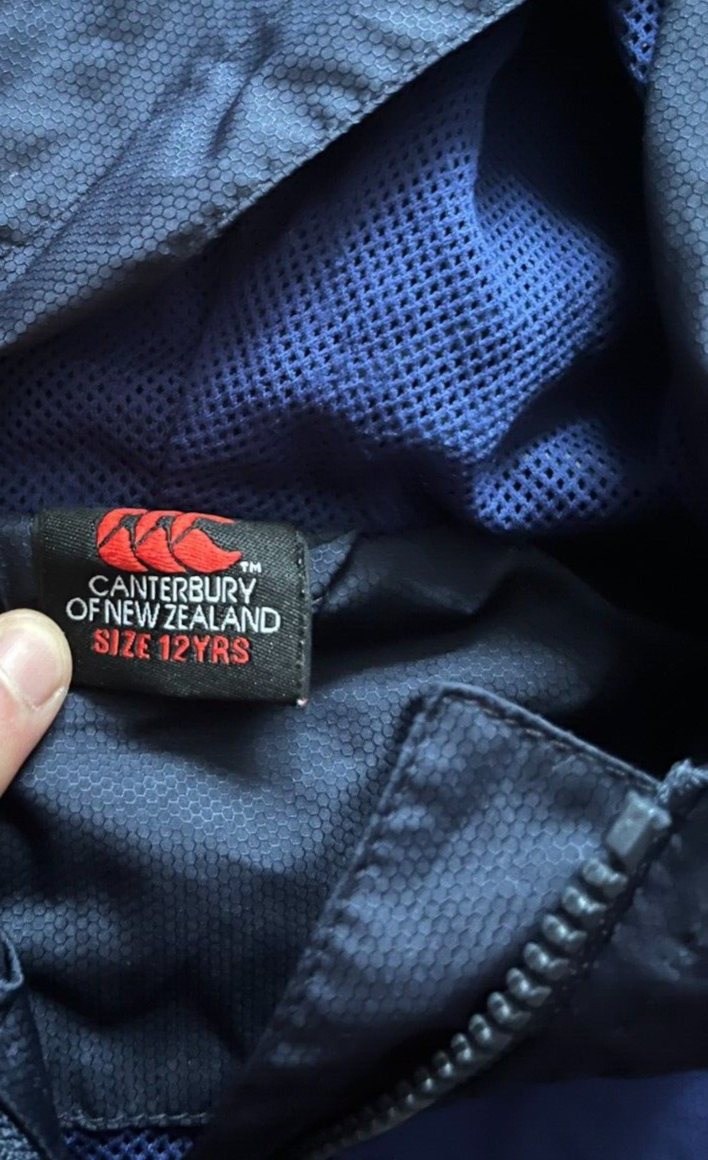 TM
CANTERBURY
OF NEW ZEALAND
SIZE 12YRS